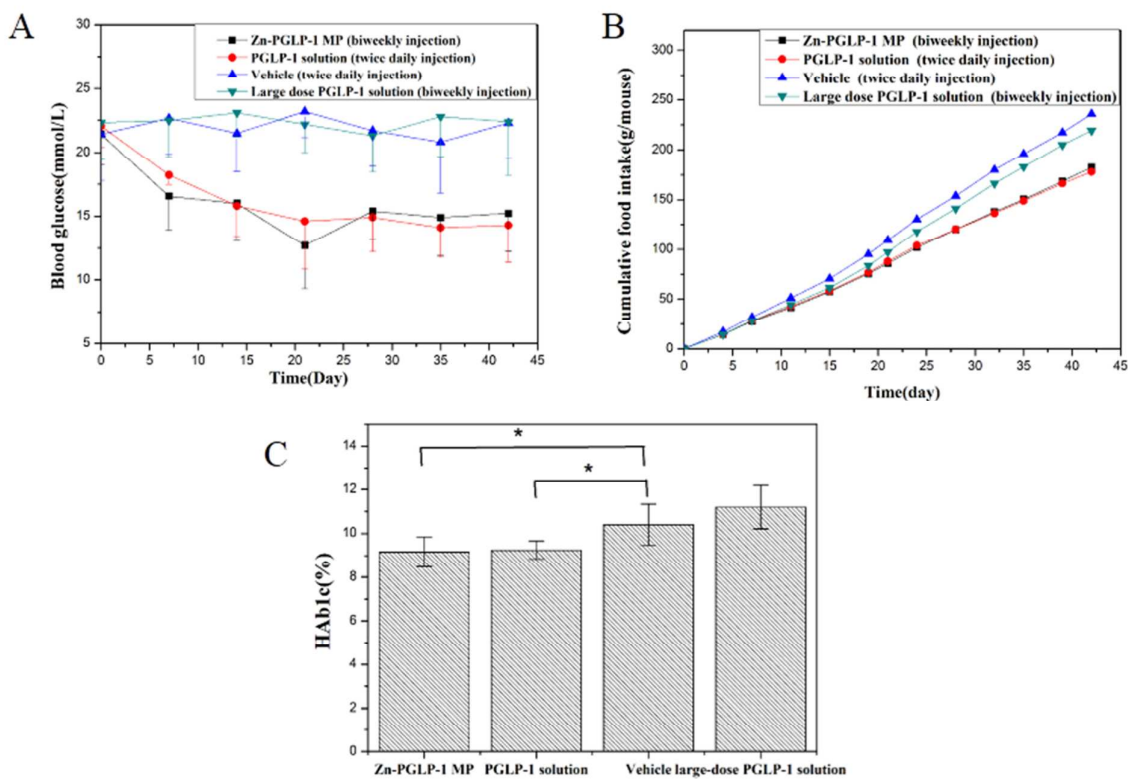 A
Zn-PGLP-1 MP (biweekly injection)
PGLP-1 solution (twice daily injection)
Vehicle (twice daily injection)
Large dose PGLP-1 solution (biweekly injection)
Blood glucose(mmol/L)
30
25
20
15
10
5
0 5 10 15 20 25 30 35 40 45
Time(Day)
B
Zn-PGLP-1 MP (biweekly injection)
PGLP-1 solution (twice daily injection)
Vehicle (twice daily injection)
Large dose PGLP-1 solution (biweekly injection)
Cumulative food intake(g/mouse)
300
250
200
150
100
50
0
0 5 10 15 20 25 30 35 40 45
Time(day)
C
*
*
HAb1c(%)
14
12
10
8
6
4
2
0
Zn-PGLP-1 MP PGLP-1 solution Vehicle large-dose PGLP-1 solution